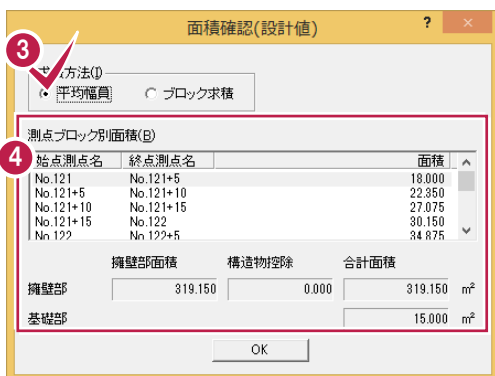 面積確認(設計値) ? ×
3
方法(I)
平均幅員 ブロック求積
4
測点ブロック別面積(B)
始点測点名 終点測点名 面積
No.121 No.121+5 18.000
No.121+5 No.121+10 22.350
No.121+10 No.121+15 27.075
No.121+15 No.122 30.150
No.122 No.122+5 34.875
擁壁部面積 構造物控除 合計面積
擁壁部 319.150 0.000 319.150 m²
基礎部 15.000 m²
OK